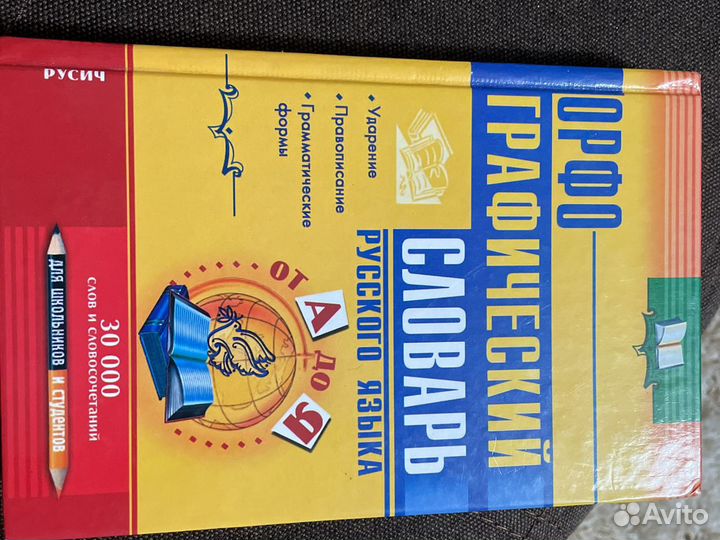 ОРФО
ГРАФИЧЕСКИЙ
СЛОВАРЬ
РУССКОГО ЯЗЫКА
• Ударение
• Правописание
• Грамматические
формы
ОТ А ДО Я
30 000
СЛОВ И СЛОВОСОЧЕТАНИЙ
ДЛЯ ШКОЛЬНИКОВ И СТУДЕНТОВ
РУСИЧ
Avito